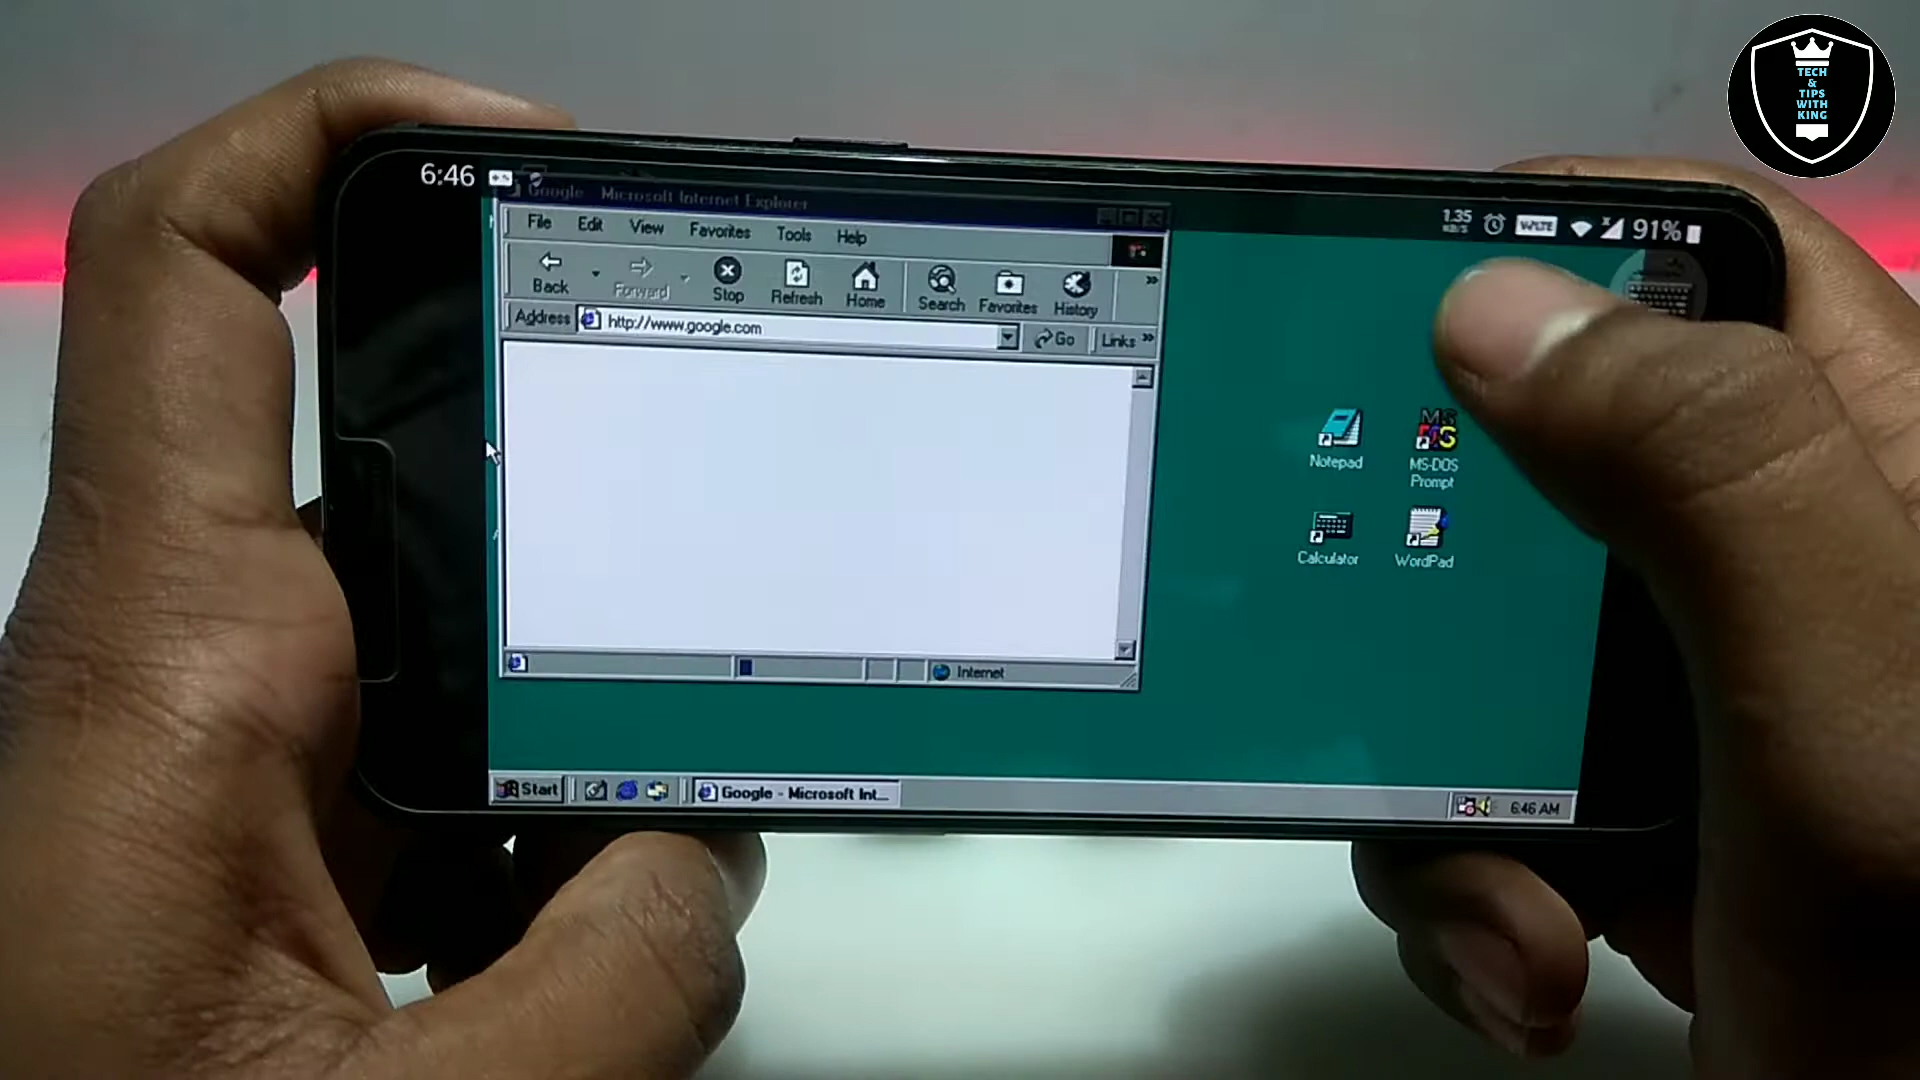 TECH
&
TIPS
WITH
KING
6:46
1.35
KB/S
VoLTE
91%
Google - Microsoft Internet Explorer
File Edit View Favorites Tools Help
Back Forward Stop Refresh Home Search Favorites History »
Address http://www.google.com Go Links »
Notepad
MS-DOS
Prompt
Calculator
WordPad
Internet
Start
Google - Microsoft Int...
6:46 AM